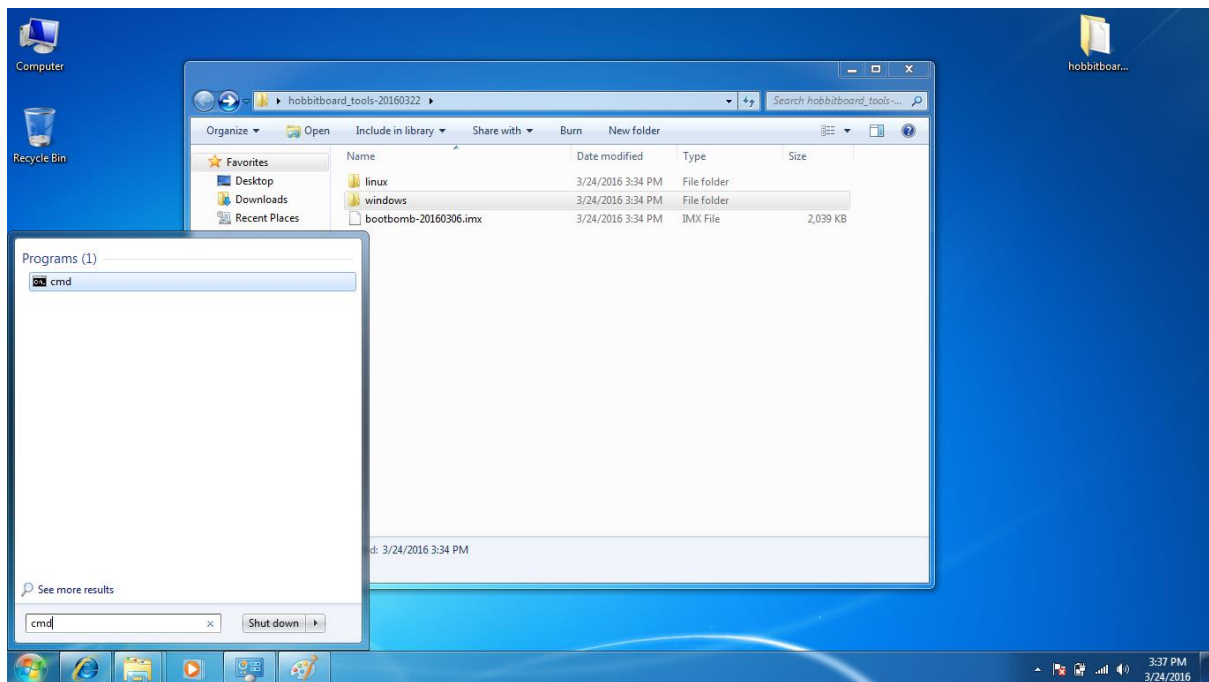 Computer
hobbitboar...
hobbitboard_tools-20160322
Search hobbitboard_tools-...
Organize Open Include in library Share with Burn New folder
Recycle Bin
Favorites
Desktop
Downloads
Recent Places
Name Date modified Type Size
linux 3/24/2016 3:34 PM File folder
windows 3/24/2016 3:34 PM File folder
bootbomb-20160306.imx 3/24/2016 3:34 PM IMX File 2,039 KB
Programs (1)
cmd
3/24/2016 3:34 PM
See more results
cmd
Shut down
3:37 PM
3/24/2016